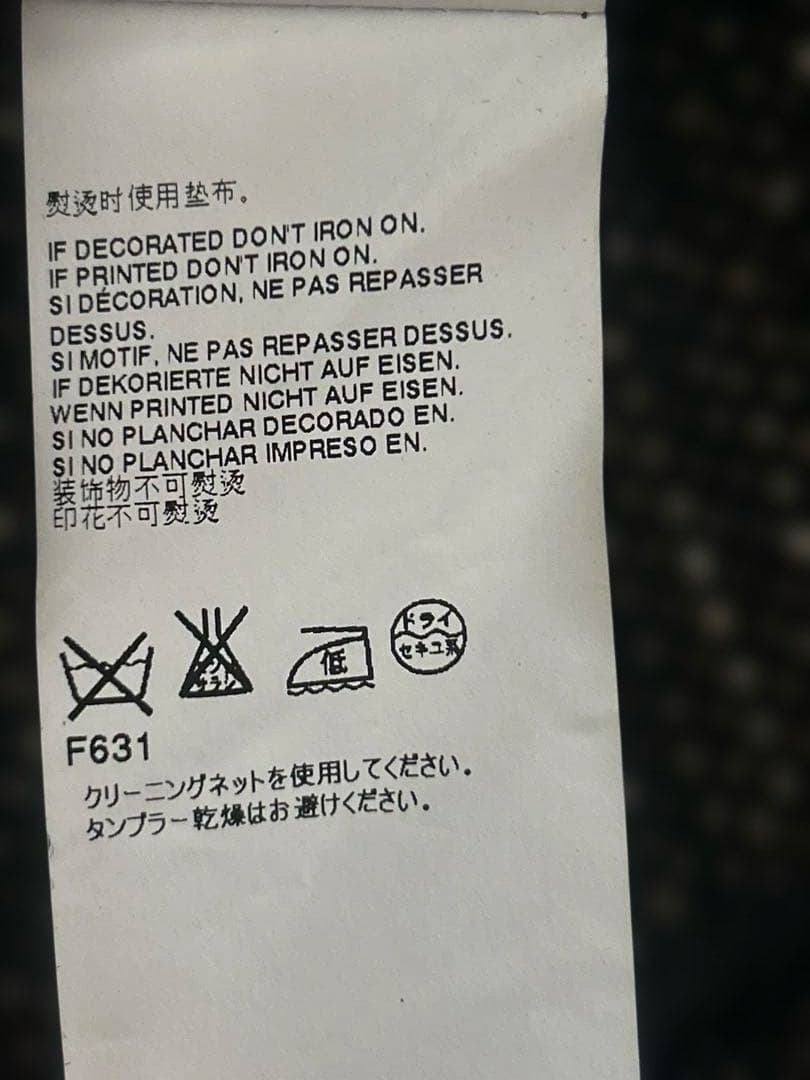 熨烫时使用垫布。
IF DECORATED DON'T IRON ON.
IF PRINTED DON'T IRON ON.
SI DÉCORATION, NE PAS REPASSER
DESSUS.
SI MOTIF, NE PAS REPASSER DESSUS.
IF DEKORIERTE NICHT AUF EISEN.
WENN PRINTED NICHT AUF EISEN.
SI NO PLANCHAR DECORADO EN.
SI NO PLANCHAR IMPRESO EN.
装饰物不可熨烫
印花不可熨烫
低
ドライ
セキユ系
F631
クリーニングネットを使用してください。
タンブラー乾燥はお避けください。